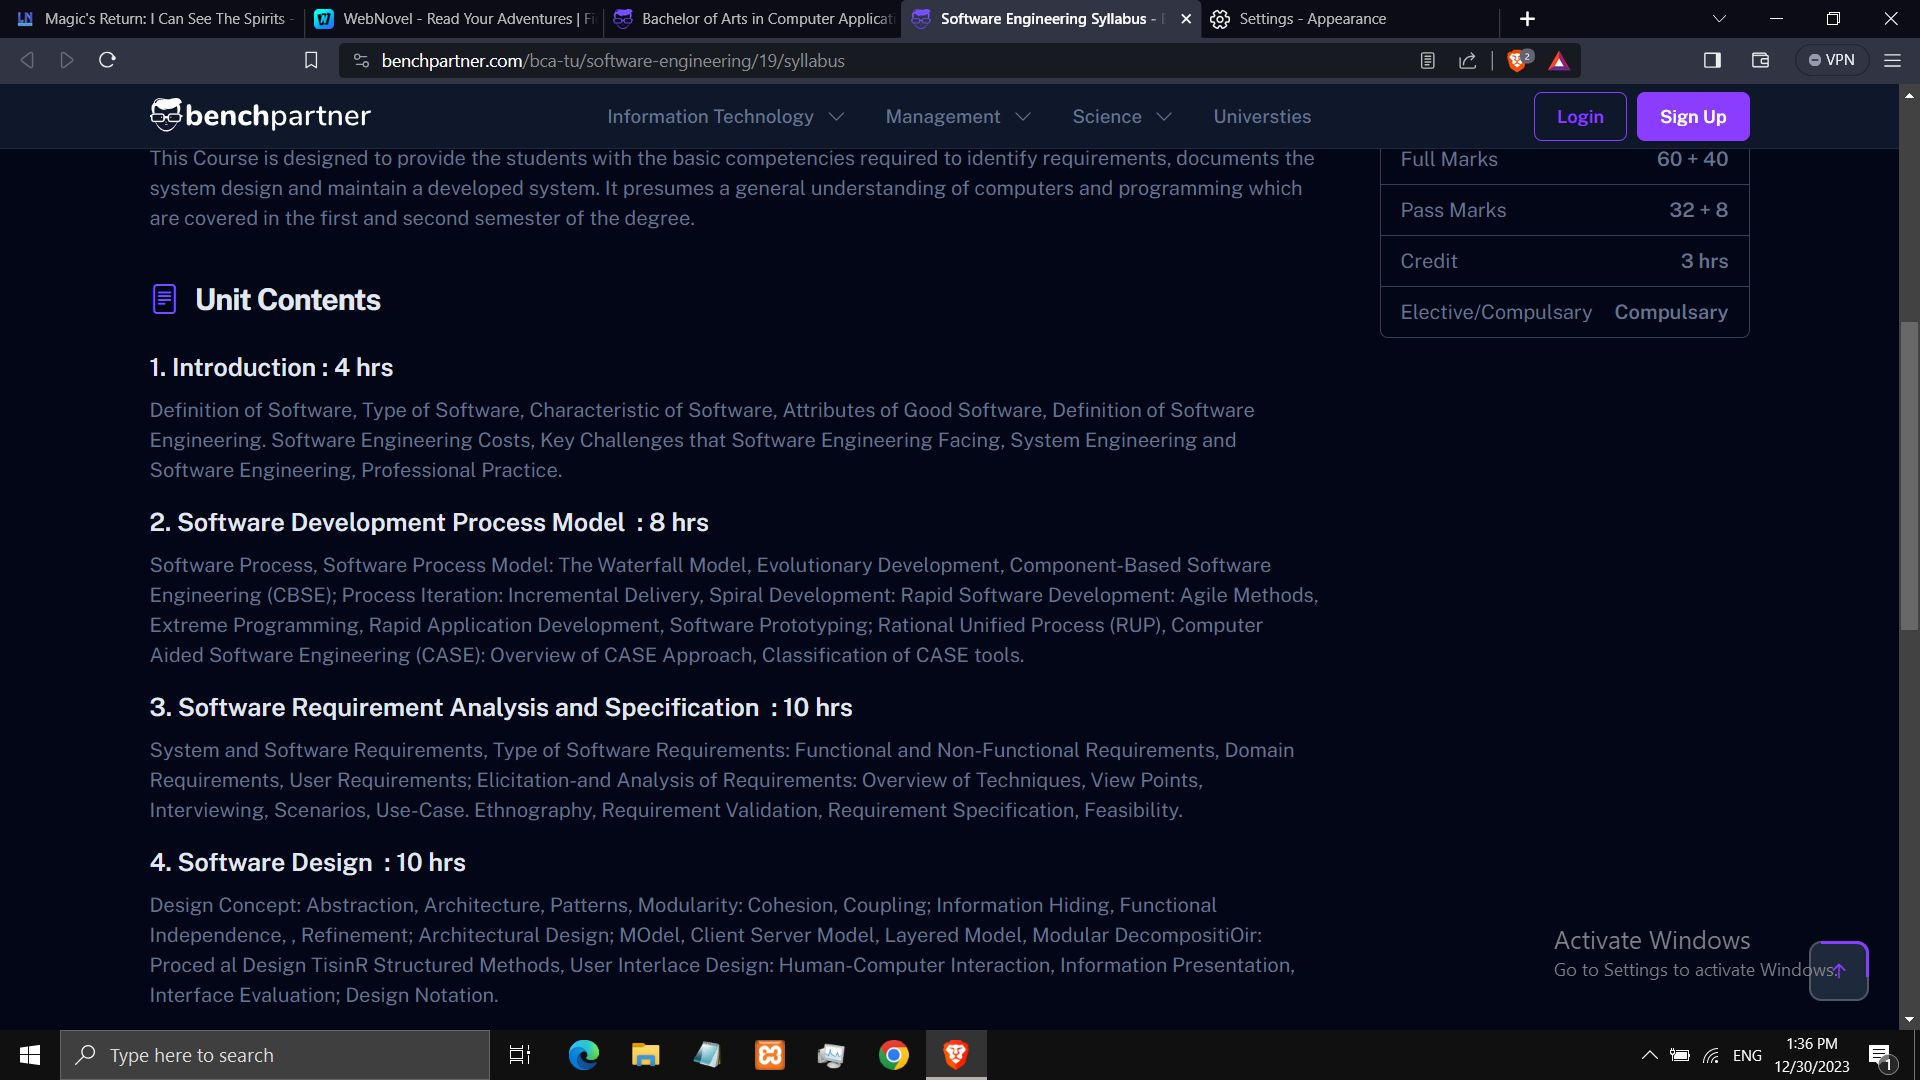 Magic's Return: I Can See The Spirits -
WebNovel - Read Your Adventures | Fi
Bachelor of Arts in Computer Applicati
Software Engineering Syllabus -
Settings - Appearance
benchpartner.com/bca-tu/software-engineering/19/syllabus
2
VPN
benchpartner
Information Technology
Management
Science
Universties
Login
Sign Up
This Course is designed to provide the students with the basic competencies required to identify requirements, documents the
system design and maintain a developed system. It presumes a general understanding of computers and programming which
are covered in the first and second semester of the degree.
Full Marks 60 + 40
Pass Marks 32 + 8
Credit 3 hrs
Elective/Compulsary Compulsary
Unit Contents
1. Introduction : 4 hrs
Definition of Software, Type of Software, Characteristic of Software, Attributes of Good Software, Definition of Software
Engineering. Software Engineering Costs, Key Challenges that Software Engineering Facing, System Engineering and
Software Engineering, Professional Practice.
2. Software Development Process Model : 8 hrs
Software Process, Software Process Model: The Waterfall Model, Evolutionary Development, Component-Based Software
Engineering (CBSE); Process Iteration: Incremental Delivery, Spiral Development: Rapid Software Development: Agile Methods,
Extreme Programming, Rapid Application Development, Software Prototyping; Rational Unified Process (RUP), Computer
Aided Software Engineering (CASE): Overview of CASE Approach, Classification of CASE tools.
3. Software Requirement Analysis and Specification : 10 hrs
System and Software Requirements, Type of Software Requirements: Functional and Non-Functional Requirements, Domain
Requirements, User Requirements; Elicitation-and Analysis of Requirements: Overview of Techniques, View Points,
Interviewing, Scenarios, Use-Case. Ethnography, Requirement Validation, Requirement Specification, Feasibility.
4. Software Design : 10 hrs
Design Concept: Abstraction, Architecture, Patterns, Modularity: Cohesion, Coupling; Information Hiding, Functional
Independence, , Refinement; Architectural Design; MOdel, Client Server Model, Layered Model, Modular DecompositiOir:
Proced al Design TisinR Structured Methods, User Interlace Design: Human-Computer Interaction, Information Presentation,
Interface Evaluation; Design Notation.
Activate Windows
Go to Settings to activate Windows.
Type here to search
ENG
1:36 PM
12/30/2023
1